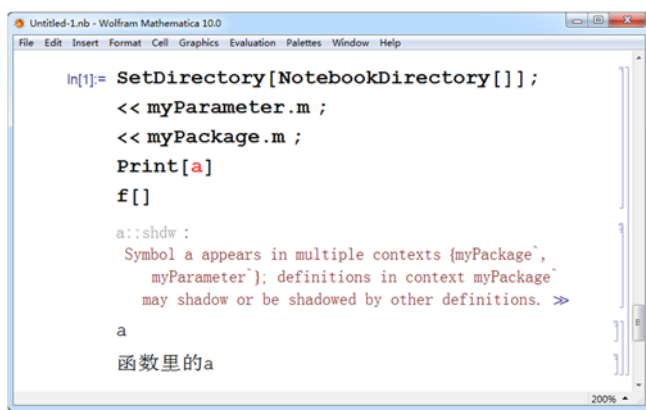 Untitled-1.nb - Wolfram Mathematica 10.0
File Edit Insert Format Cell Graphics Evaluation Palettes Window Help
In[1]:= SetDirectory[NotebookDirectory[]];
<< myParameter.m ;
<< myPackage.m ;
Print[a]
f[]
a::shdw :
Symbol a appears in multiple contexts {myPackage`,
myParameter`}; definitions in context myPackage`
may shadow or be shadowed by other definitions. ≫
a
函数里的a
200%